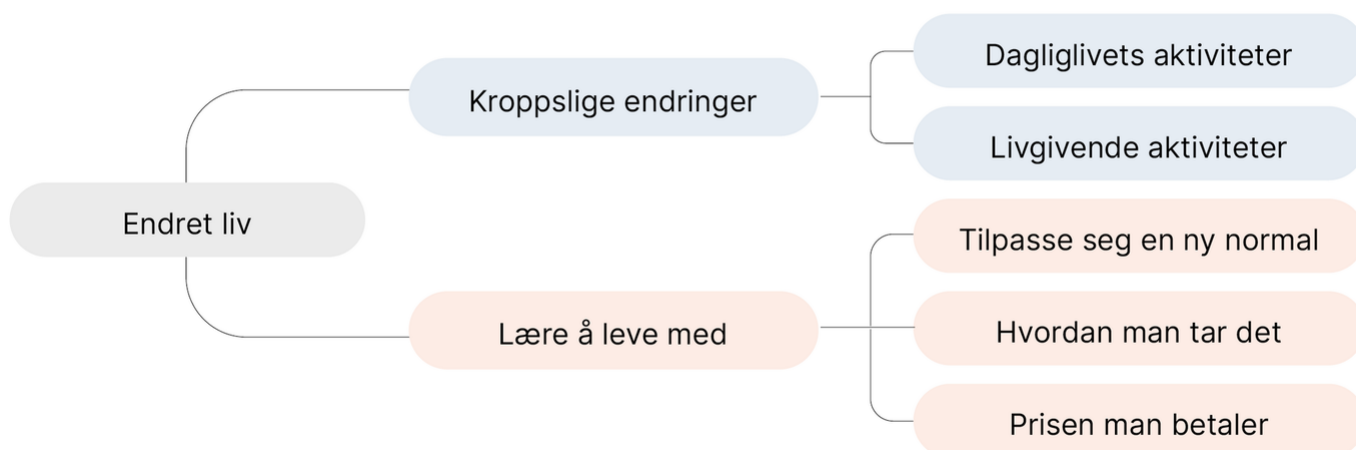 Endret liv
Kroppslige endringer
Dagliglivets aktiviteter
Livgivende aktiviteter
Lære å leve med
Tilpasse seg en ny normal
Hvordan man tar det
Prisen man betaler